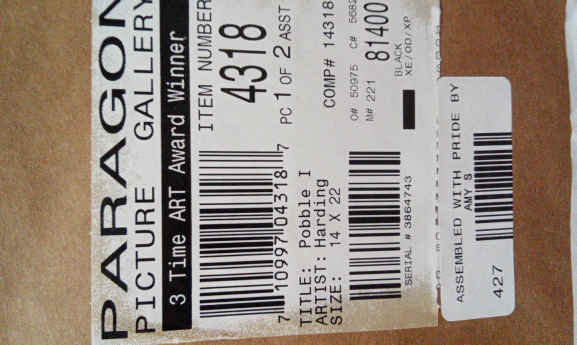 PARAGON
PICTURE GALLERY
3 Time ART Award Winner
ITEM NUMBER
4318
PC 1 OF 2 ASST
7 10997 04318 7
TITLE: Pobble I
ARTIST: Harding
SIZE: 14 X 22
COMP# 14318
O# 50975 C# 5682
M# 221 81400
BLACK
XE/OD/XP
SERIAL # 3864743
ASSEMBLED WITH PRIDE BY
AMY S
427